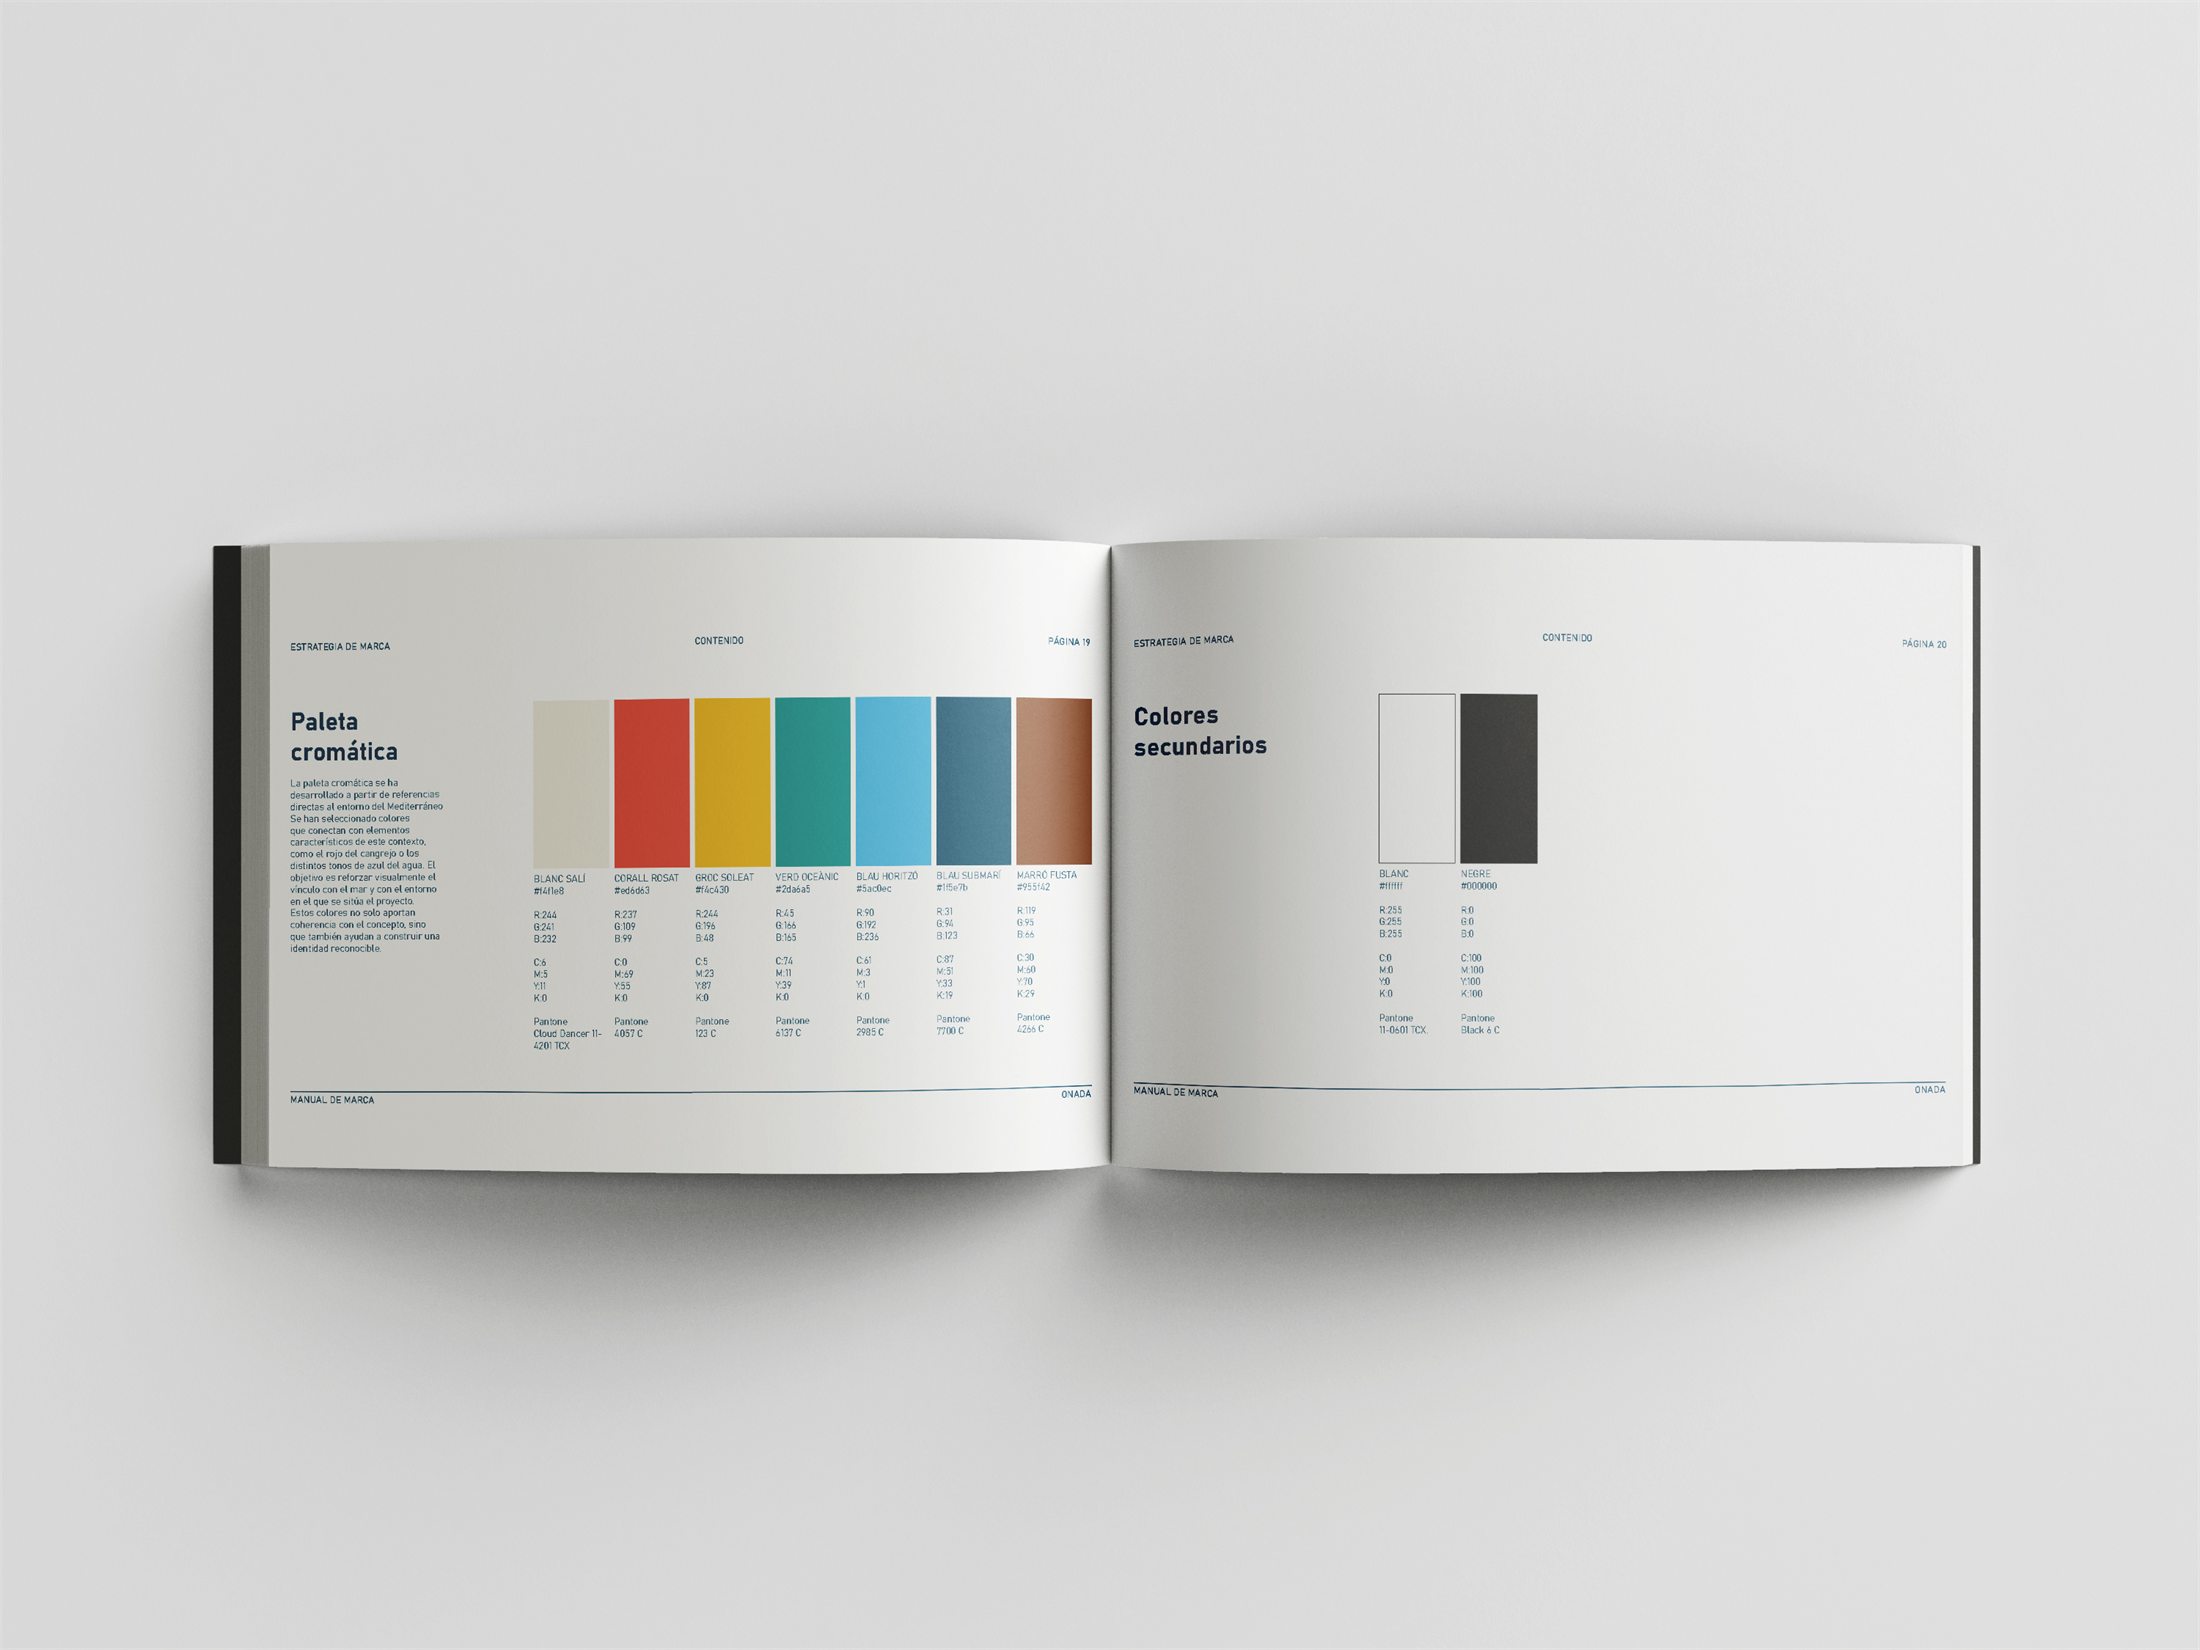 ESTRATEGIA DE MARCA
CONTENIDO
PÁGINA 19
Paleta
cromática
La paleta cromática se ha
desarrollado a partir de referencias
directas al entorno del Mediterráneo
Se han seleccionado colores
que conectan con elementos
característicos de este contexto,
como el rojo del cangrejo o los
distintos tonos de azul del agua. El
objetivo es reforzar visualmente el
vínculo con el mar y con el entorno
en el que se sitúa el proyecto.
Estos colores no solo aportan
coherencia con el concepto, sino
que también ayudan a construir una
identidad reconocible.
BLANC SALÍ
#f4f1e8
R:244
G:241
B:232
C:6
M:5
Y:11
K:0
Pantone
Cloud Dancer 11-
4201 TCX
CORALL ROSAT
#ed6d63
R:237
G:109
B:99
C:0
M:69
Y:55
K:0
Pantone
4057 C
GROC SOLEAT
#f4c430
R:244
G:196
B:48
C:5
M:23
Y:87
K:0
Pantone
123 C
VERD OCEÀNIC
#2da6a5
R:45
G:166
B:165
C:74
M:11
Y:39
K:0
Pantone
6137 C
BLAU HORITZÓ
#5ac0ec
R:90
G:192
B:236
C:61
M:3
Y:1
K:0
Pantone
2985 C
BLAU SUBMARÍ
#1f5e7b
R:31
G:94
B:123
C:87
M:51
Y:33
K:19
Pantone
7700 C
MARRÓ FUSTA
#955f42
R:119
G:95
B:66
C:30
M:60
Y:70
K:29
Pantone
4266 C
MANUAL DE MARCA
ONADA
ESTRATEGIA DE MARCA
CONTENIDO
PÁGINA 20
Colores
secundarios
BLANC
#ffffff
R:255
G:255
B:255
C:0
M:0
Y:0
K:0
Pantone
11-0601 TCX.
NEGRE
#000000
R:0
G:0
B:0
C:100
M:100
Y:100
K:100
Pantone
Black 6 C
MANUAL DE MARCA
ONADA